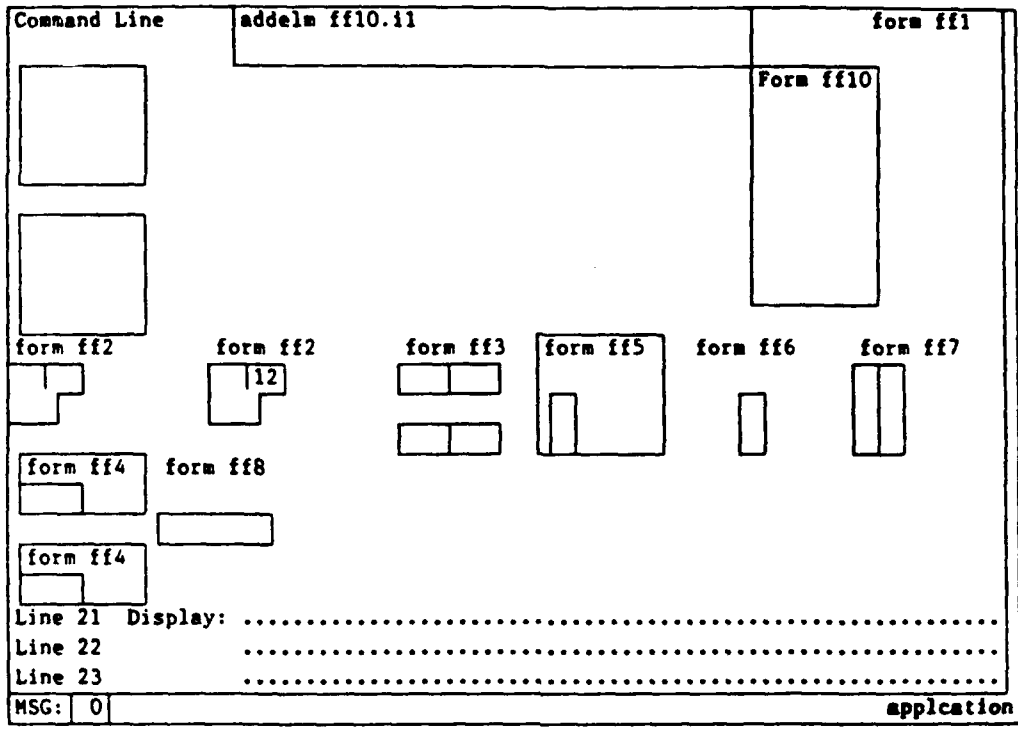 Command Line addelm ff10.i1 form ff1
Form ff10
form ff2 form ff2 form ff3 form ff5 form ff6 form ff7
12
form ff4 form ff8
form ff4
Line 21 Display: ............................................................
Line 22 ............................................................
Line 23 ............................................................
MSG: 0 applcation